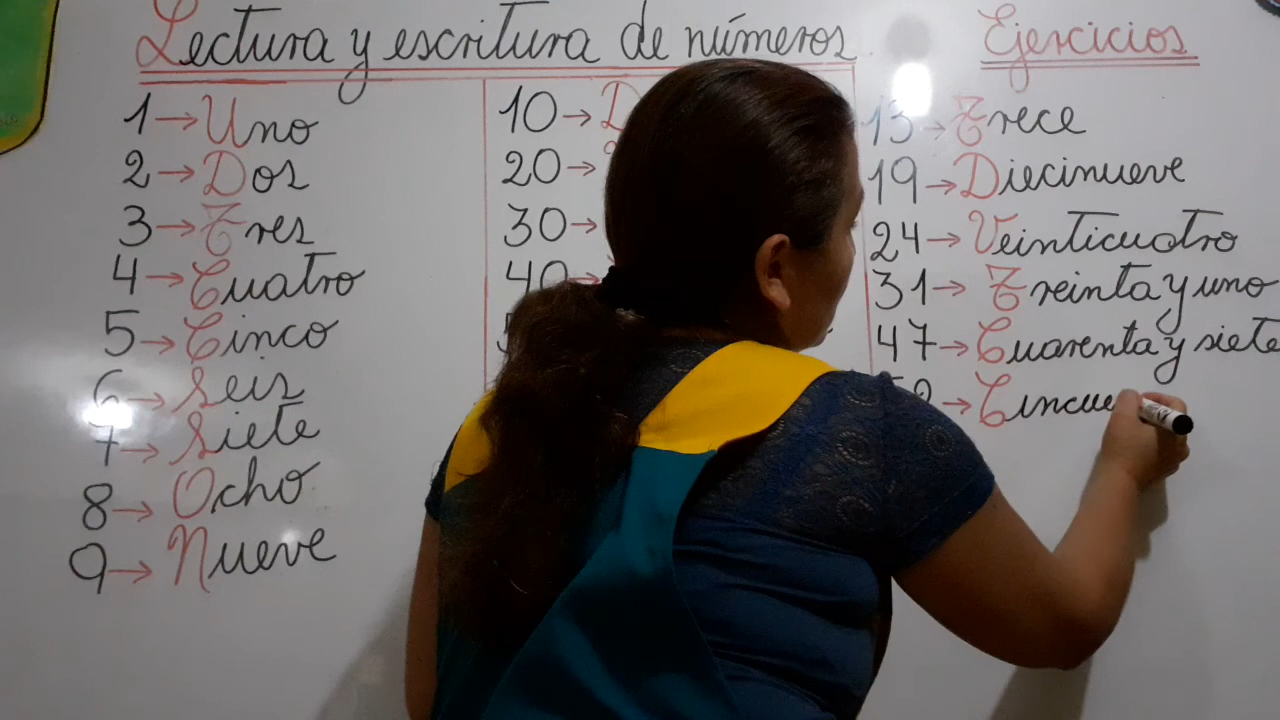 Lectura y escritura de números
Ejercicios
1→Uno
2→Dos
3→Tres
4→Cuatro
5→Cinco
6→Seis
7→Siete
8→Ocho
9→Nueve
10→D
20→
30→
40→
13→Trece
19→Diecinueve
24→Veinticuatro
31→Treinta y uno
47→Cuarenta y siete
→Cincue